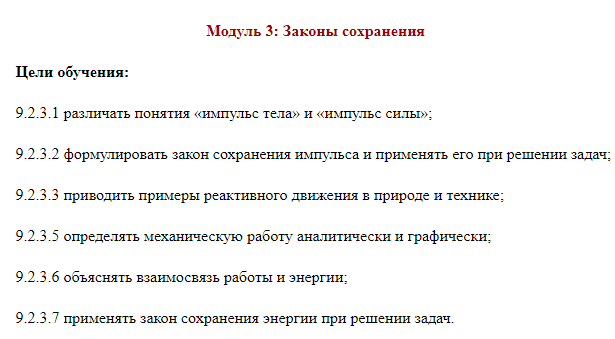 Модуль 3: Законы сохранения
Цели обучения:
9.2.3.1 различать понятия «импульс тела» и «импульс силы»;
9.2.3.2 формулировать закон сохранения импульса и применять его при решении задач;
9.2.3.3 приводить примеры реактивного движения в природе и технике;
9.2.3.5 определять механическую работу аналитически и графически;
9.2.3.6 объяснять взаимосвязь работы и энергии;
9.2.3.7 применять закон сохранения энергии при решении задач.